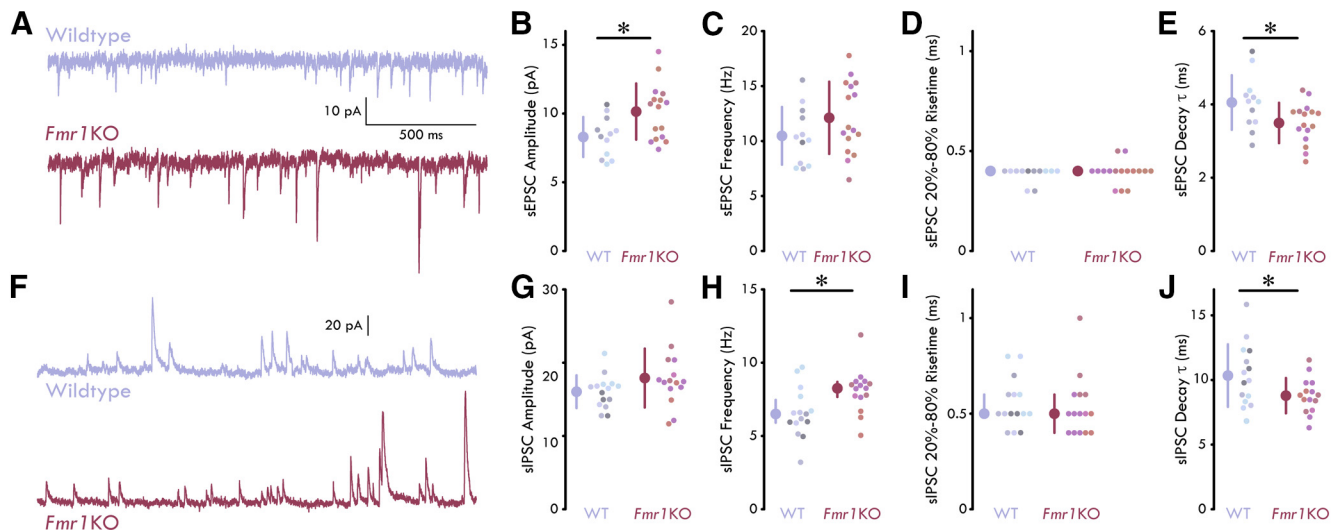 A
Wildtype
10 pA
500 ms
Fmr1KO
B
*
sEPSC Amplitude (pA)
15
10
5
0
WT Fmr1KO
C
sEPSC Frequency (Hz)
20
15
10
5
0
WT Fmr1KO
D
sEPSC 20%-80% Risetime (ms)
1
0.5
0
WT Fmr1KO
E
*
sEPSC Decay τ (ms)
6
4
2
0
WT Fmr1KO
F
20 pA
Wildtype
Fmr1KO
G
sIPSC Amplitude (pA)
30
20
10
0
WT Fmr1KO
H
*
sIPSC Frequency (Hz)
15
10
5
0
WT Fmr1KO
I
sIPSC 20%-80% Risetime (ms)
1
0.5
0
WT Fmr1KO
J
*
sIPSC Decay τ (ms)
15
10
5
0
WT Fmr1KO